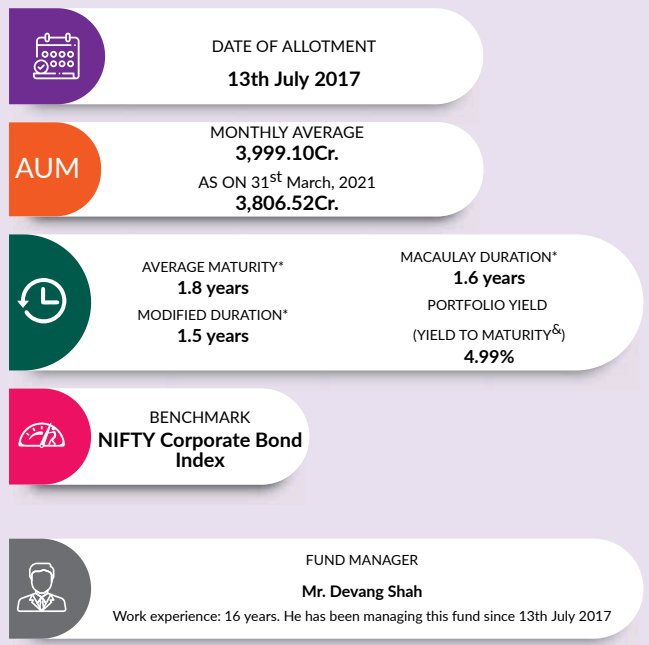 DATE OF ALLOTMENT
13th July 2017
AUM
MONTHLY AVERAGE
3,999.10Cr.
AS ON 31st March, 2021
3,806.52Cr.
AVERAGE MATURITY*
1.8 years
MODIFIED DURATION*
1.5 years
MACAULAY DURATION*
1.6 years
PORTFOLIO YIELD
(YIELD TO MATURITY&)
4.99%
BENCHMARK
NIFTY Corporate Bond
Index
FUND MANAGER
Mr. Devang Shah
Work experience: 16 years. He has been managing this fund since 13th July 2017